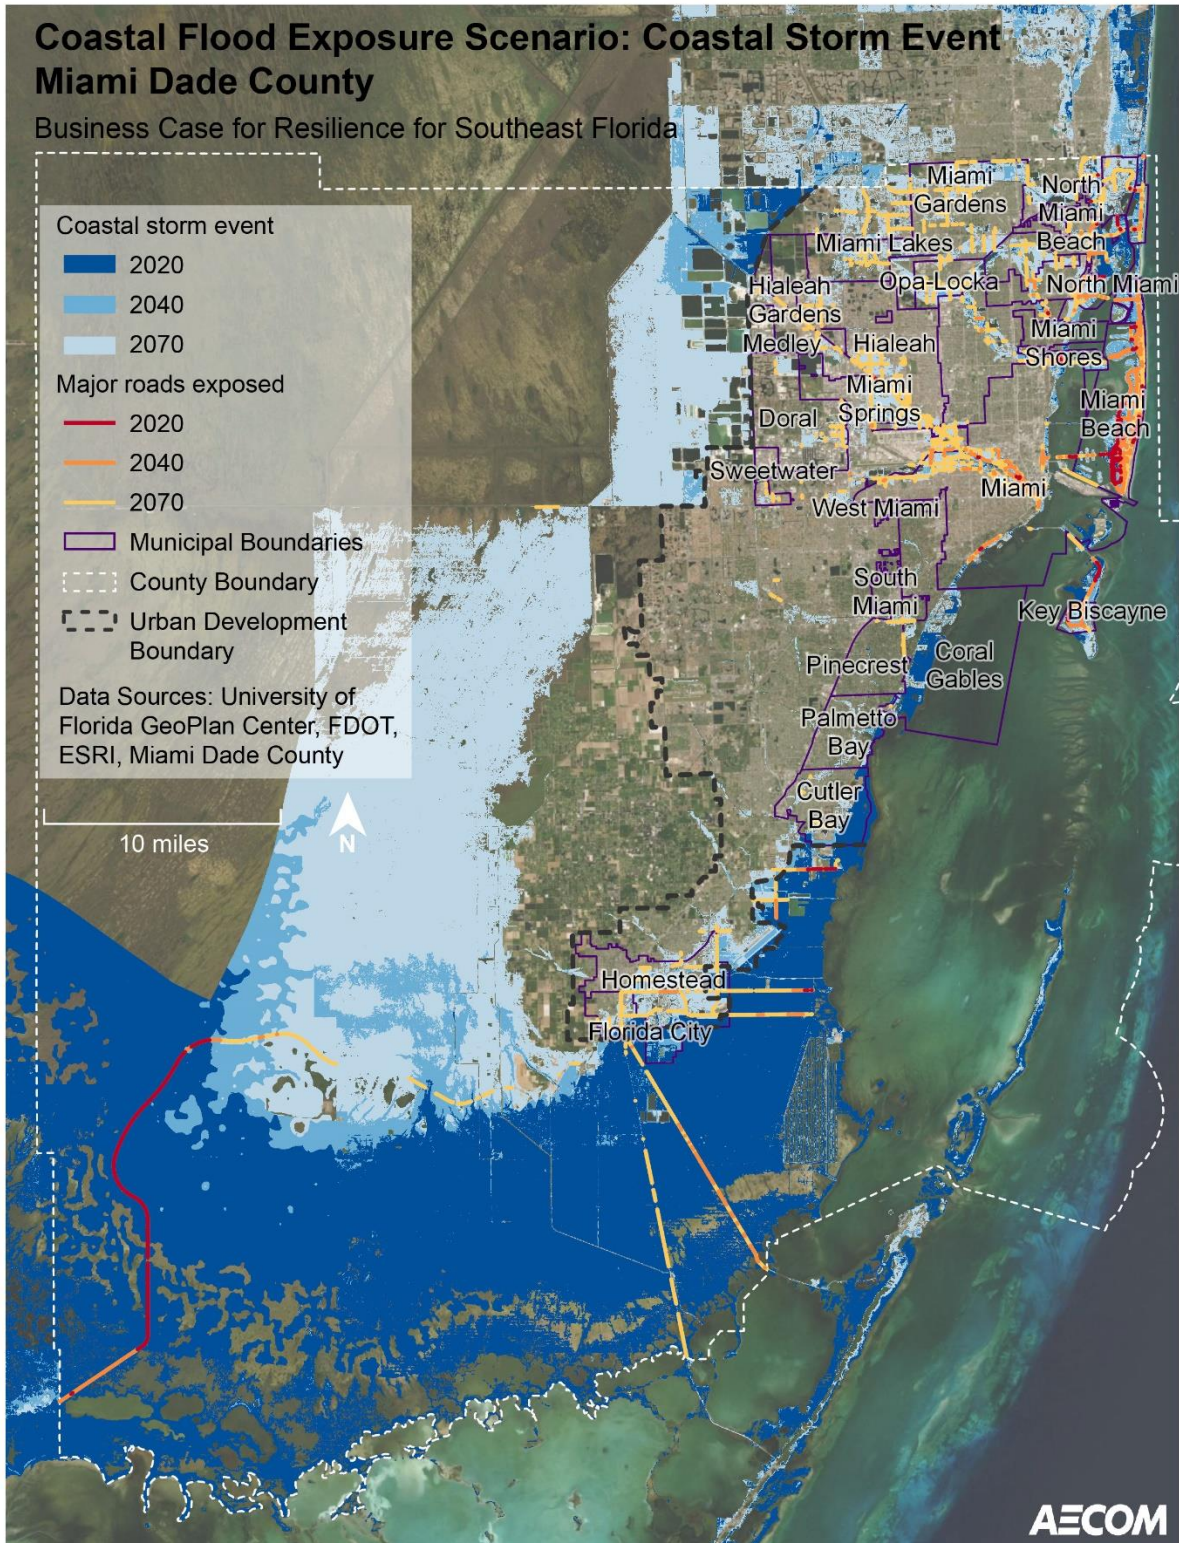 Coastal Flood Exposure Scenario: Coastal Storm Event
Miami Dade County
Business Case for Resilience for Southeast Florida
Coastal storm event
2020
2040
2070
Major roads exposed
2020
2040
2070
Municipal Boundaries
County Boundary
Urban Development
Boundary
Data Sources: University of
Florida GeoPlan Center, FDOT,
ESRI, Miami Dade County
10 miles
N
Miami
Gardens
North
Miami
Beach
Miami Lakes
Opa-Locka
North Miami
Hialeah
Gardens
Medley
Hialeah
Miami
Shores
Miami
Springs
Doral
Miami
Beach
Sweetwater
West Miami
Miami
South
Miami
Key Biscayne
Pinecrest
Coral
Gables
Palmetto
Bay
Cutler
Bay
Homestead
Florida City
AECOM